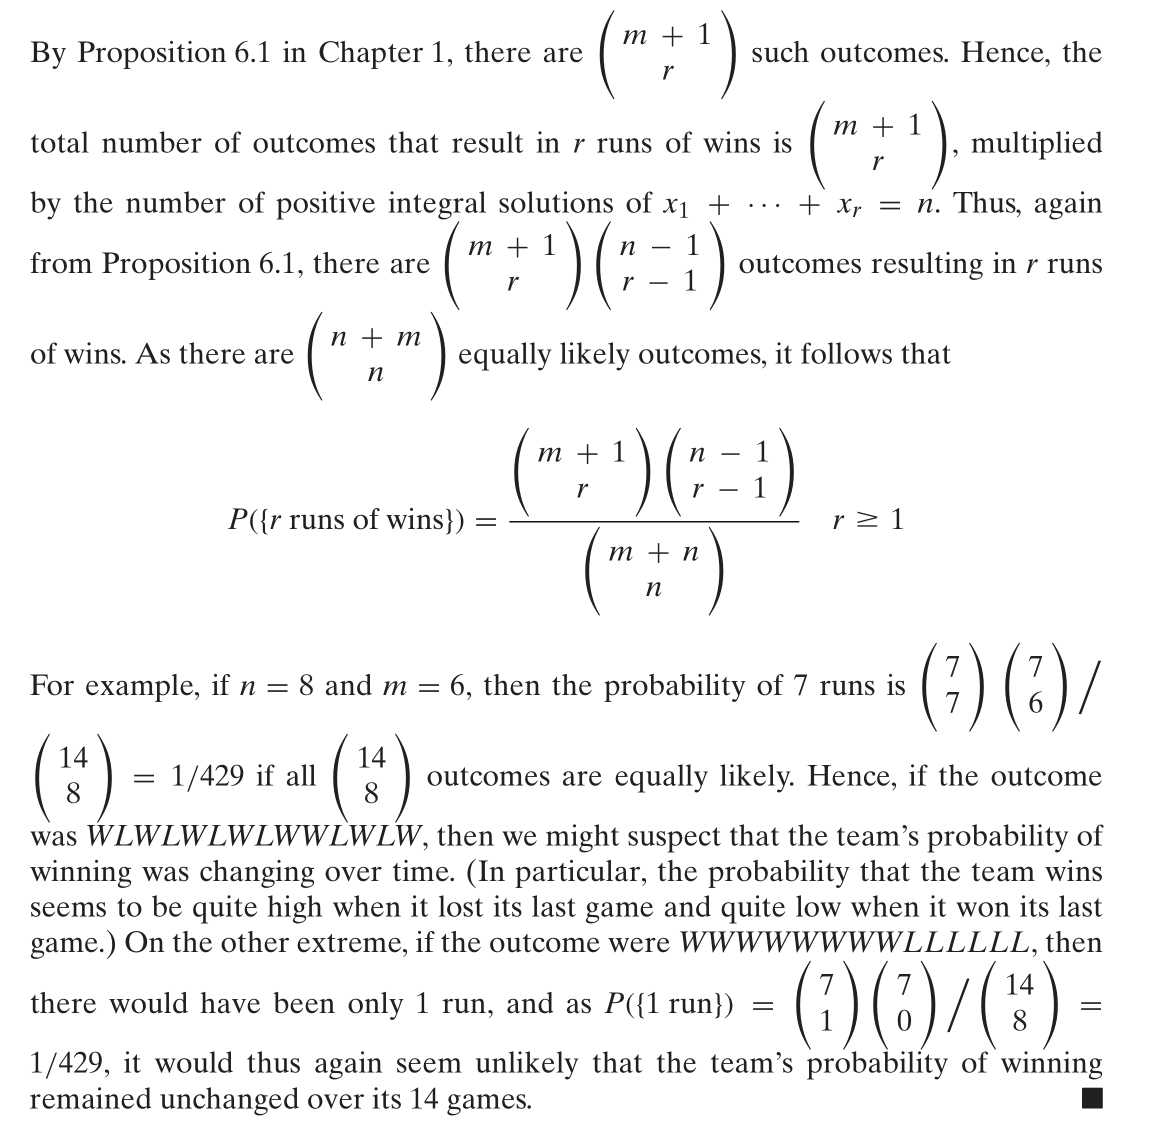 By Proposition 6.1 in Chapter 1, there are \binom{m + 1}{r} such outcomes. Hence, the
total number of outcomes that result in r runs of wins is \binom{m + 1}{r}, multiplied
by the number of positive integral solutions of x₁ + ··· + xᵣ = n. Thus, again
from Proposition 6.1, there are \binom{m + 1}{r} \binom{n − 1}{r − 1} outcomes resulting in r runs
of wins. As there are \binom{n + m}{n} equally likely outcomes, it follows that
P({r runs of wins}) = \frac{\binom{m + 1}{r} \binom{n − 1}{r − 1}}{\binom{m + n}{n}} r ≥ 1
For example, if n = 8 and m = 6, then the probability of 7 runs is \binom{7}{7} \binom{7}{6} /
\binom{14}{8} = 1/429 if all \binom{14}{8} outcomes are equally likely. Hence, if the outcome
was WLWLWLWLWWLWLW, then we might suspect that the team’s probability of
winning was changing over time. (In particular, the probability that the team wins
seems to be quite high when it lost its last game and quite low when it won its last
game.) On the other extreme, if the outcome were WWWWWWWWLLLLLL, then
there would have been only 1 run, and as P({1 run}) = \binom{7}{1} \binom{7}{0} / \binom{14}{8} =
1/429, it would thus again seem unlikely that the team’s probability of winning
remained unchanged over its 14 games. ■